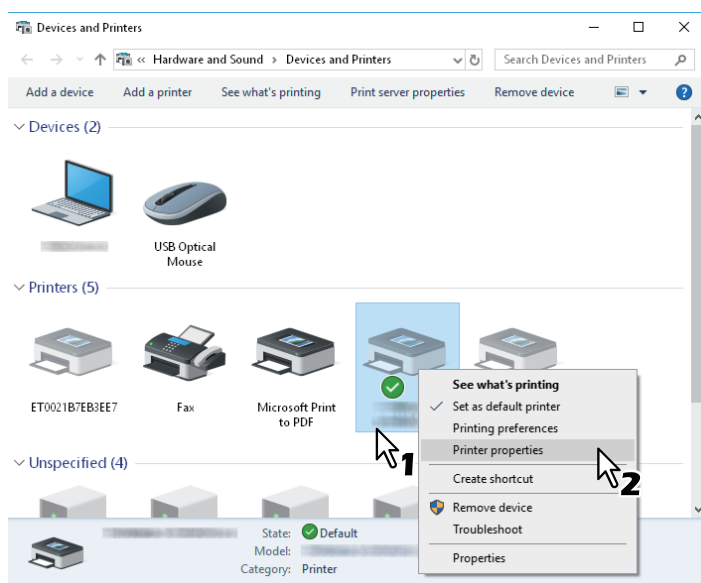 Devices and Printers
« Hardware and Sound > Devices and Printers
Search Devices and Printers
Add a device Add a printer See what's printing Print server properties Remove device ?
Devices (2)
USB Optical
Mouse
Printers (5)
ET0021B7EB3EE7
Fax
Microsoft Print
to PDF
See what's printing
Set as default printer
Printing preferences
Printer properties
Create shortcut
Remove device
Troubleshoot
Properties
1
2
Unspecified (4)
State: Default
Model:
Category: Printer